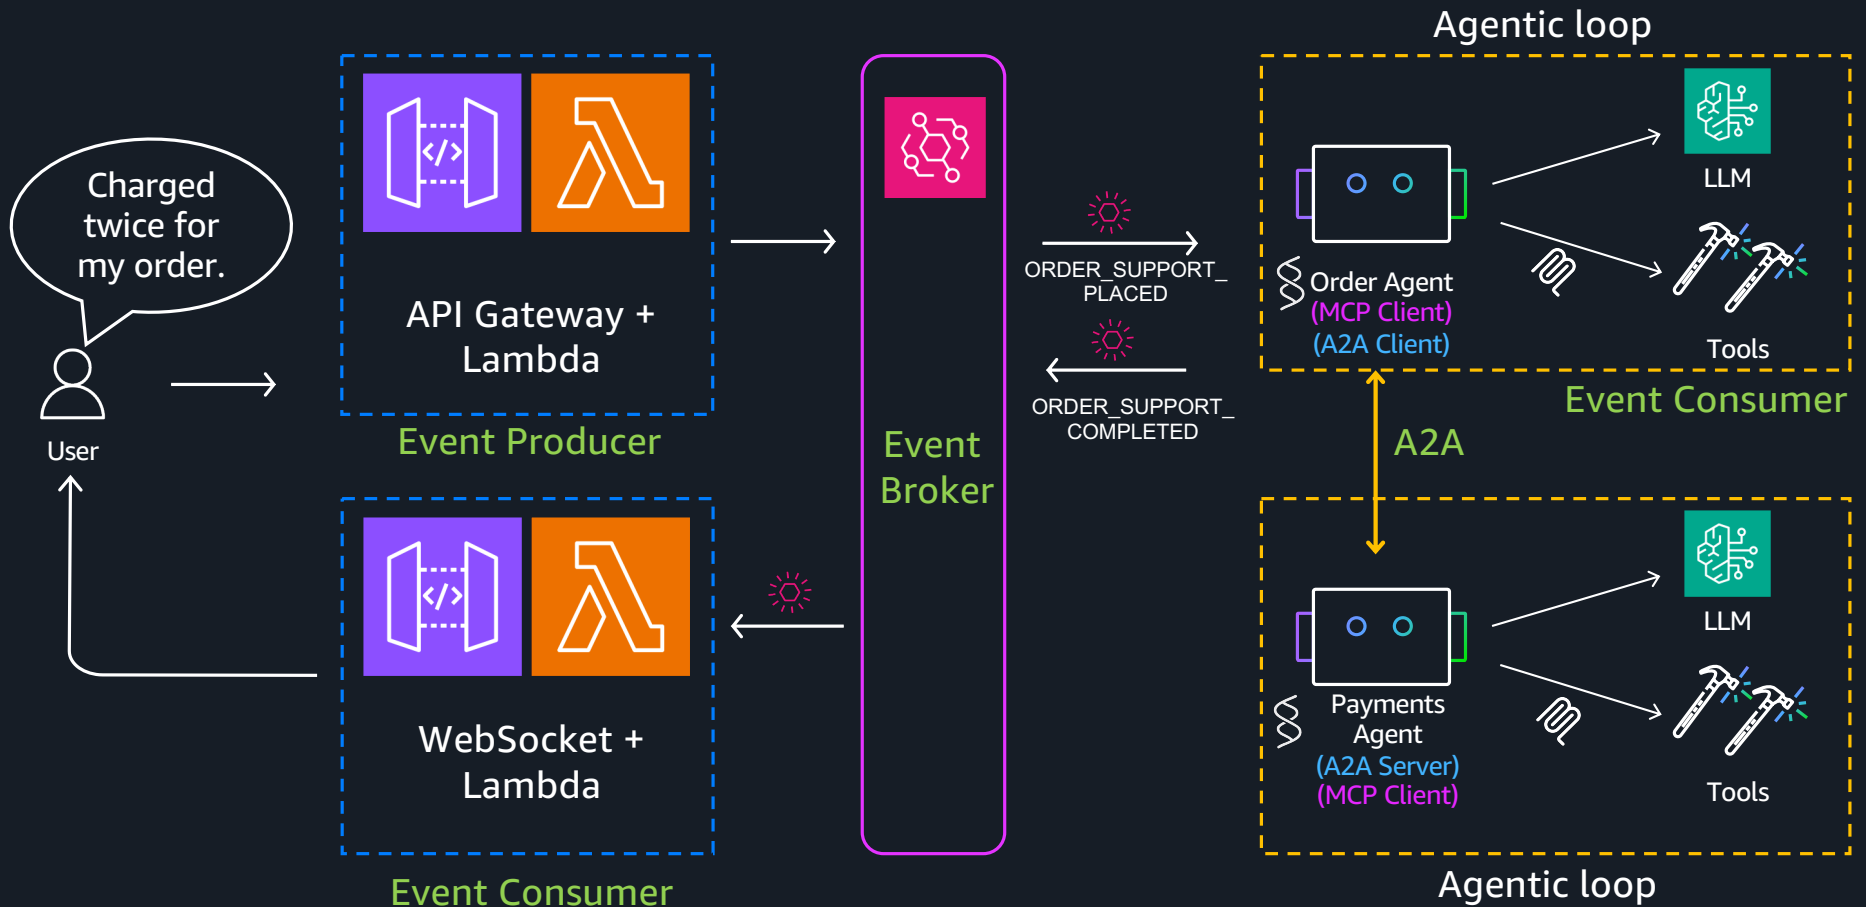 Agentic loop
Charged
twice for
my order.
User
</>
API Gateway +
Lambda
Event Producer
</>
WebSocket +
Lambda
Event Consumer
Event
Broker
ORDER_SUPPORT_
PLACED
ORDER_SUPPORT_
COMPLETED
LLM
Order Agent
(MCP Client)
(A2A Client)
Tools
Event Consumer
A2A
LLM
Payments
Agent
(A2A Server)
(MCP Client)
Tools
Agentic loop